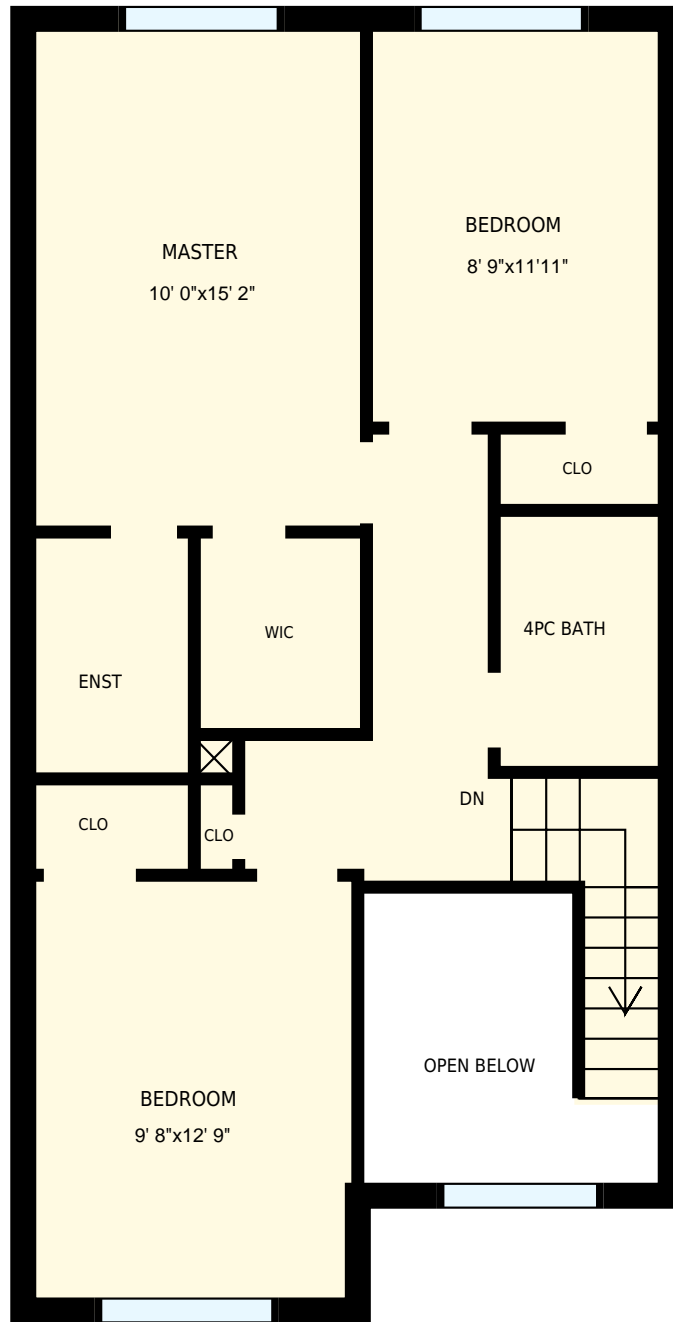 BEDROOM
8' 9"x11'11"
MASTER
10' 0"x15' 2"
CLO
4PC BATH
WIC
ENST
DN
CLO
CLO
OPEN BELOW
BEDROOM
9' 8"x12' 9"